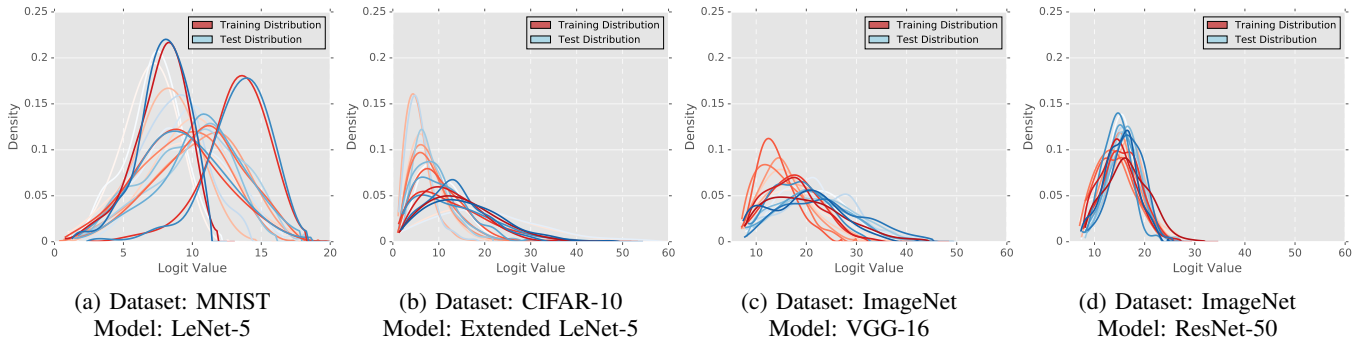 0.25
0.2
0.15
0.1
0.05
0
Density
0 5 10 15 20
Logit Value
Training Distribution
Test Distribution
(a) Dataset: MNIST
Model: LeNet-5
0.25
0.2
0.15
0.1
0.05
0
Density
0 10 20 30 40 50 60
Logit Value
Training Distribution
Test Distribution
(b) Dataset: CIFAR-10
Model: Extended LeNet-5
0.25
0.2
0.15
0.1
0.05
0
Density
10 20 30 40 50 60
Logit Value
Training Distribution
Test Distribution
(c) Dataset: ImageNet
Model: VGG-16
0.25
0.2
0.15
0.1
0.05
0
Density
10 20 30 40 50 60
Logit Value
Training Distribution
Test Distribution
(d) Dataset: ImageNet
Model: ResNet-50